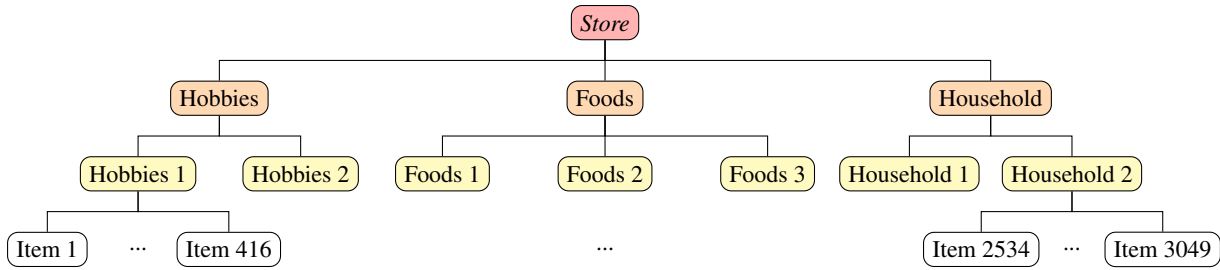 Store
Hobbies Foods Household
Hobbies 1 Hobbies 2 Foods 1 Foods 2 Foods 3 Household 1 Household 2
Item 1 ... Item 416 ... Item 2534 ... Item 3049